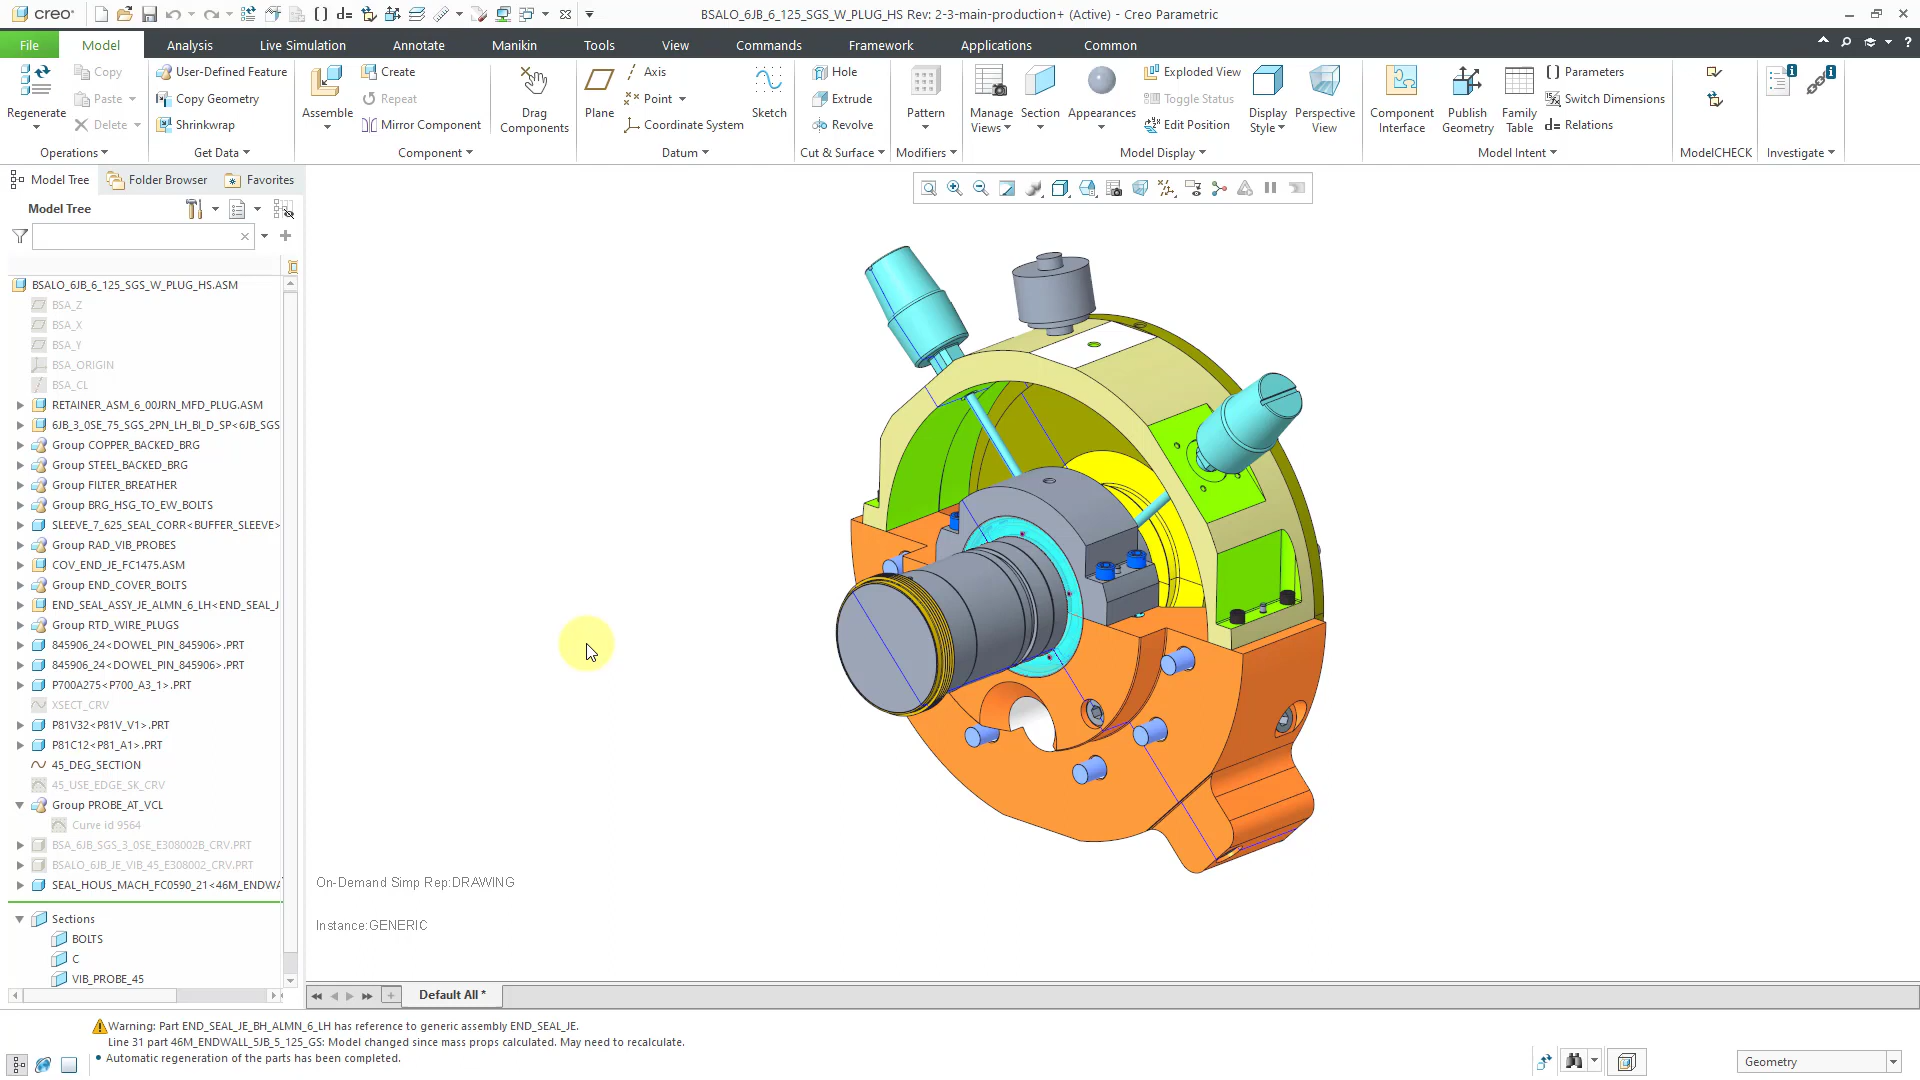 creo
BSALO_6JB_6_125_SGS_W_PLUG_HS Rev: 2-3-main-production+ (Active) - Creo Parametric
File Model Analysis Live Simulation Annotate Manikin Tools View Commands Framework Applications Common
Regenerate
Copy
Paste
Delete
Operations
User-Defined Feature
Copy Geometry
Shrinkwrap
Get Data
Assemble
Create
Repeat
Mirror Component
Component
Drag Components
Plane
Axis
Point
Coordinate System
Sketch
Datum
Hole
Extrude
Revolve
Cut & Surface
Pattern
Modifiers
Manage Views
Section
Appearances
Exploded View
Toggle Status
Edit Position
Display Style
Perspective View
Model Display
Component Interface
Publish Geometry
Family Table
Parameters
Switch Dimensions
d= Relations
Model Intent
ModelCHECK
Investigate
Model Tree Folder Browser Favorites
Model Tree
BSALO_6JB_6_125_SGS_W_PLUG_HS.ASM
BSA_Z
BSA_X
BSA_Y
BSA_ORIGIN
BSA_CL
RETAINER_ASM_6_00JRN_MFD_PLUG.ASM
6JB_3_0SE_75_SGS_2PN_LH_BI_D_SP<6JB_SGS
Group COPPER_BACKED_BRG
Group STEEL_BACKED_BRG
Group FILTER_BREATHER
Group BRG_HSG_TO_EW_BOLTS
SLEEVE_7_625_SEAL_CORR<BUFFER_SLEEVE>
Group RAD_VIB_PROBES
COV_END_JE_FC1475.ASM
Group END_COVER_BOLTS
END_SEAL_ASSY_JE_ALMN_6_LH<END_SEAL_J
Group RTD_WIRE_PLUGS
845906_24<DOWEL_PIN_845906>.PRT
845906_24<DOWEL_PIN_845906>.PRT
P700A275<P700_A3_1>.PRT
XSECT_CRV
P81V32<P81V_V1>.PRT
P81C12<P81_A1>.PRT
45_DEG_SECTION
45_USE_EDGE_SK_CRV
Group PROBE_AT_VCL
Curve id 9564
BSA_6JB_SGS_3_0SE_E308002B_CRV.PRT
BSALO_6JB_JE_VIB_45_E308002_CRV.PRT
SEAL_HOUS_MACH_FC0590_21<46M_ENDWA
Sections
BOLTS
C
VIB_PROBE_45
On-Demand Simp Rep:DRAWING
Instance:GENERIC
Default All *
Warning: Part END_SEAL_JE_BH_ALMN_6_LH has reference to generic assembly END_SEAL_JE.
Line 31 part 46M_ENDWALL_5JB_5_125_GS: Model changed since mass props calculated. May need to recalculate.
• Automatic regeneration of the parts has been completed.
Geometry